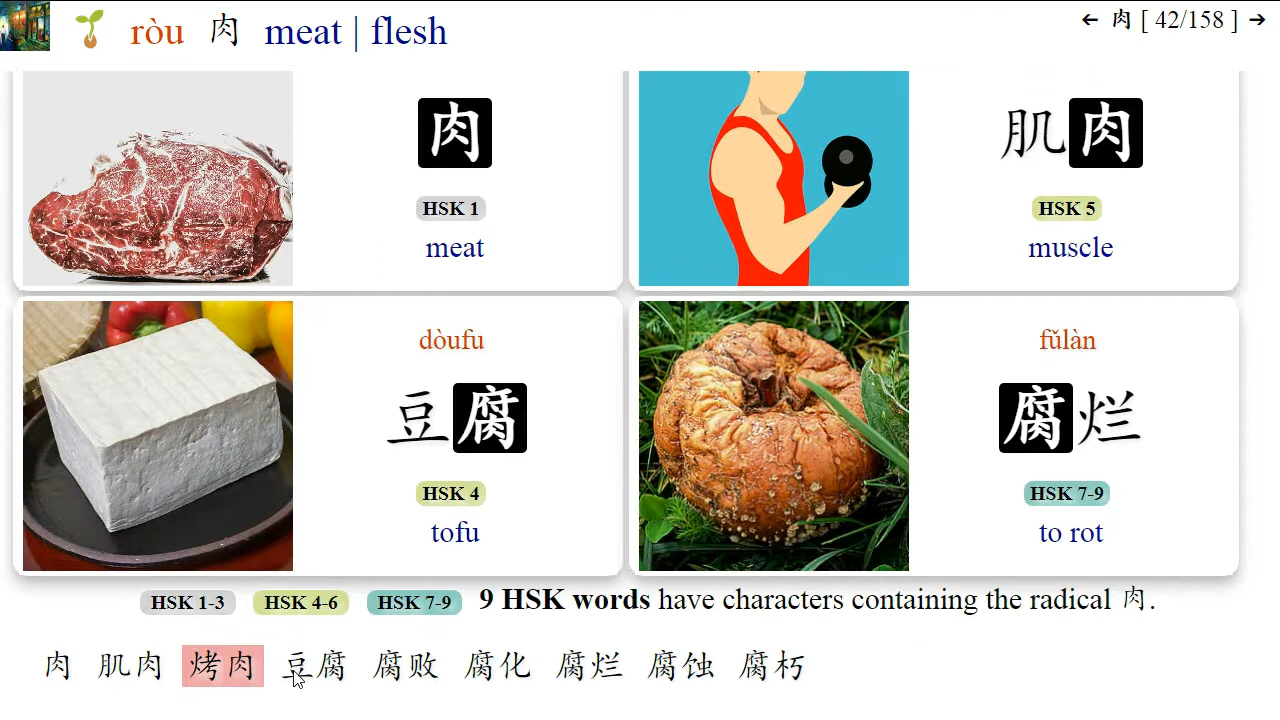 ròu 肉 meat | flesh
← 肉 [ 42/158 ] →
肉
HSK 1
meat
肌肉
HSK 5
muscle
dòufu
豆腐
HSK 4
tofu
fǔlàn
腐烂
HSK 7-9
to rot
HSK 1-3 HSK 4-6 HSK 7-9 9 HSK words have characters containing the radical 肉.
肉 肌肉 烤肉 豆腐 腐败 腐化 腐烂 腐蚀 腐朽